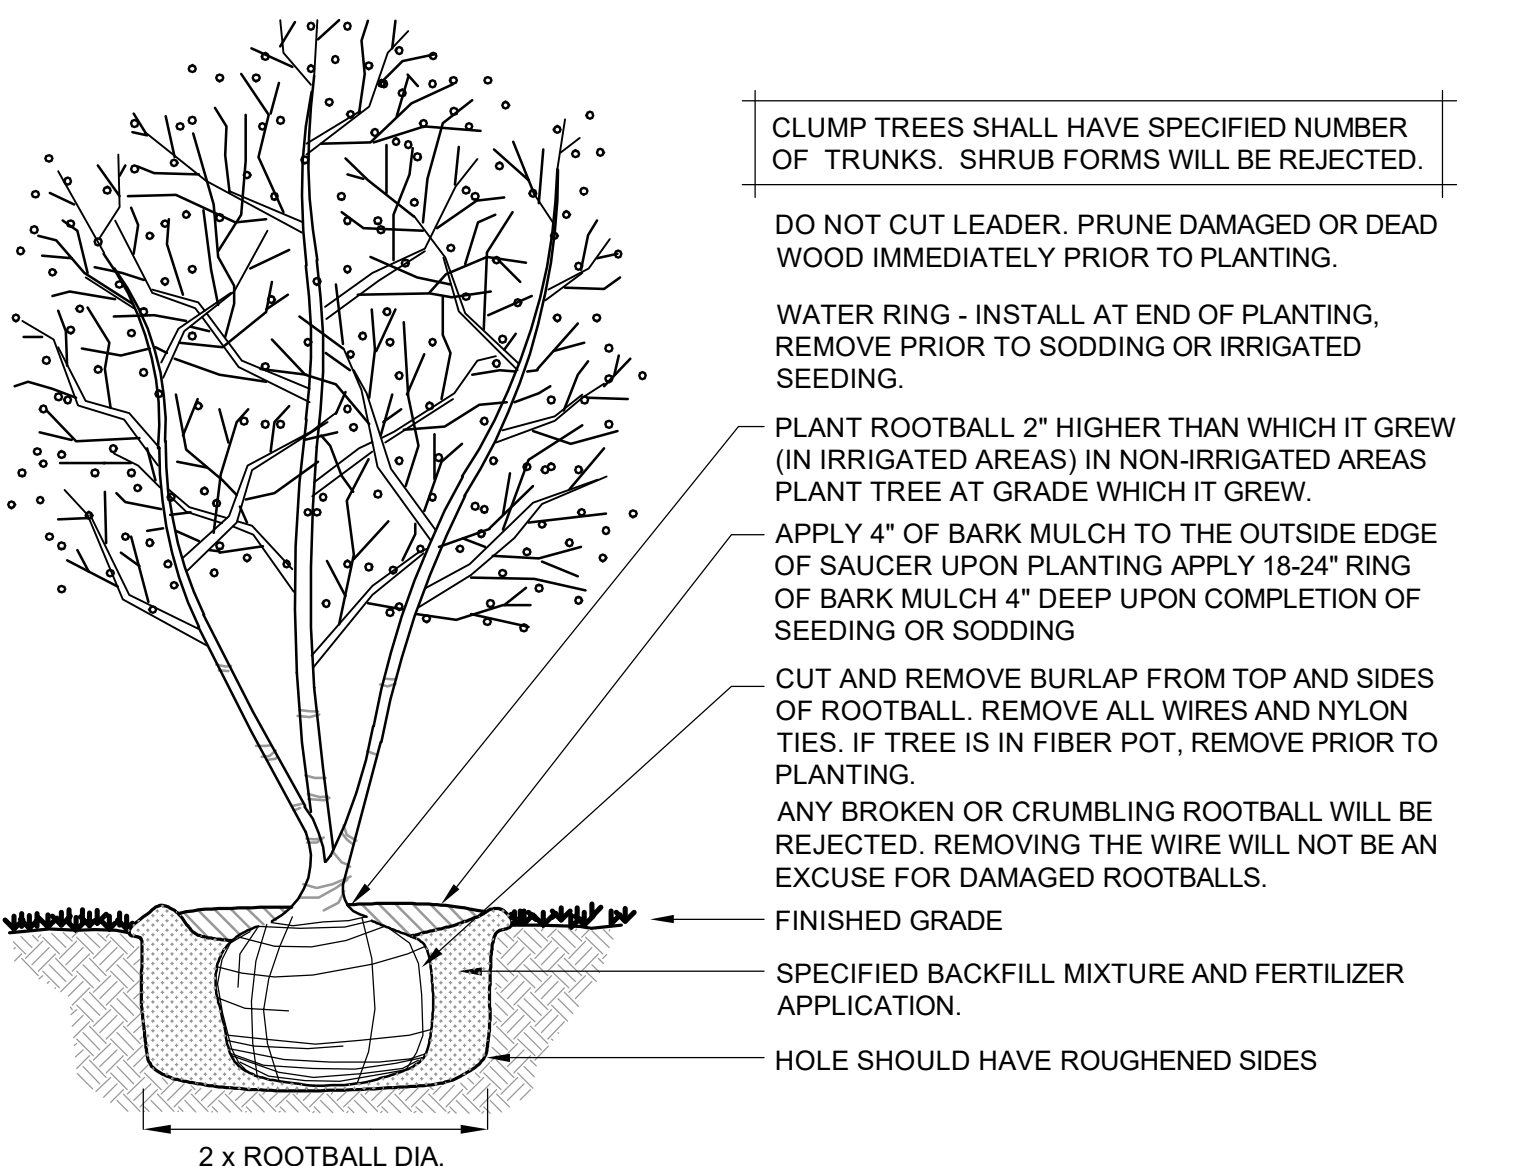 CLUMP TREES SHALL HAVE SPECIFIED NUMBER
OF TRUNKS. SHRUB FORMS WILL BE REJECTED.
DO NOT CUT LEADER. PRUNE DAMAGED OR DEAD
WOOD IMMEDIATELY PRIOR TO PLANTING.
WATER RING - INSTALL AT END OF PLANTING,
REMOVE PRIOR TO SODDING OR IRRIGATED
SEEDING.
PLANT ROOTBALL 2" HIGHER THAN WHICH IT GREW
(IN IRRIGATED AREAS) IN NON-IRRIGATED AREAS
PLANT TREE AT GRADE WHICH IT GREW.
APPLY 4" OF BARK MULCH TO THE OUTSIDE EDGE
OF SAUCER UPON PLANTING APPLY 18-24" RING
OF BARK MULCH 4" DEEP UPON COMPLETION OF
SEEDING OR SODDING
CUT AND REMOVE BURLAP FROM TOP AND SIDES
OF ROOTBALL. REMOVE ALL WIRES AND NYLON
TIES. IF TREE IS IN FIBER POT, REMOVE PRIOR TO
PLANTING.
ANY BROKEN OR CRUMBLING ROOTBALL WILL BE
REJECTED. REMOVING THE WIRE WILL NOT BE AN
EXCUSE FOR DAMAGED ROOTBALLS.
FINISHED GRADE
SPECIFIED BACKFILL MIXTURE AND FERTILIZER
APPLICATION.
HOLE SHOULD HAVE ROUGHENED SIDES
2 x ROOTBALL DIA.